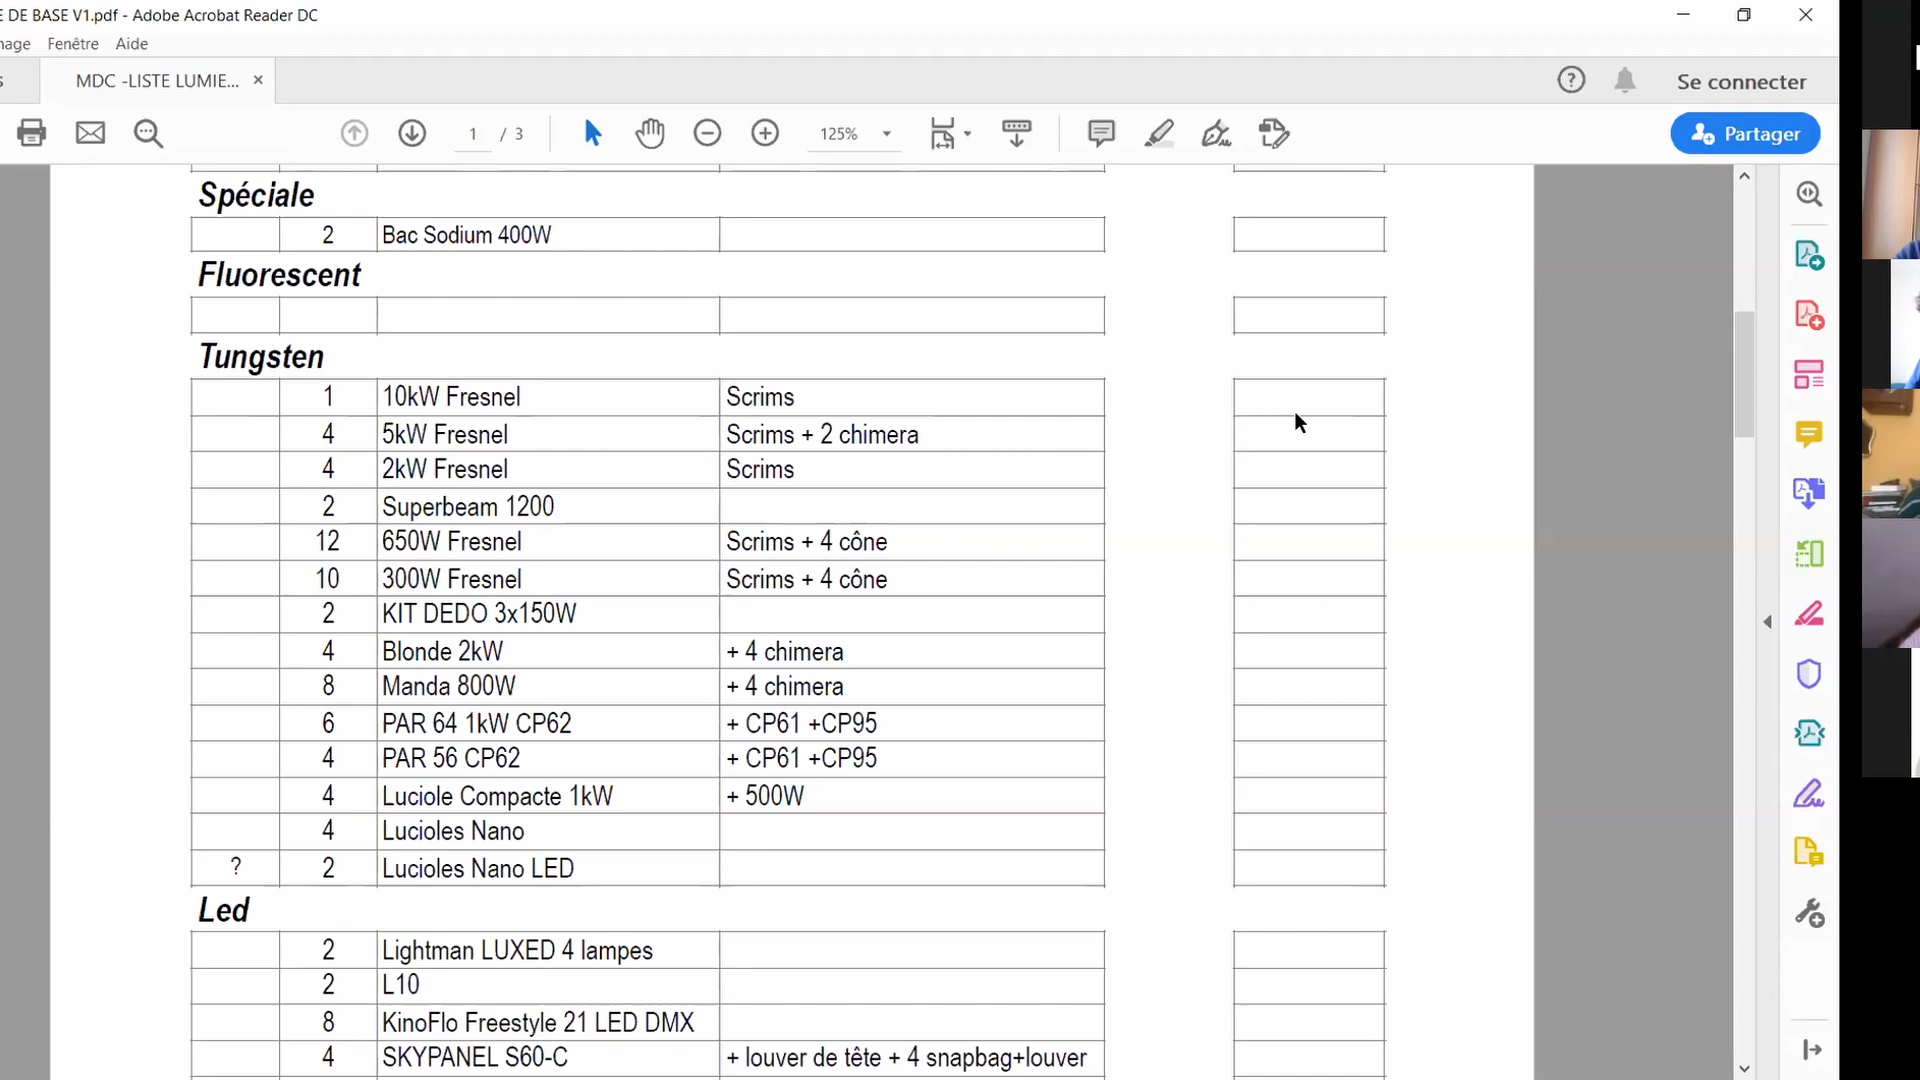 E DE BASE V1.pdf - Adobe Acrobat Reader DC
nage Fenêtre Aide
s MDC -LISTE LUMIE... × Se connecter
1 / 3 125% Partager
Spéciale
2 Bac Sodium 400W
Fluorescent
Tungsten
1 10kW Fresnel Scrims
4 5kW Fresnel Scrims + 2 chimera
4 2kW Fresnel Scrims
2 Superbeam 1200
12 650W Fresnel Scrims + 4 cône
10 300W Fresnel Scrims + 4 cône
2 KIT DEDO 3x150W
4 Blonde 2kW + 4 chimera
8 Manda 800W + 4 chimera
6 PAR 64 1kW CP62 + CP61 +CP95
4 PAR 56 CP62 + CP61 +CP95
4 Luciole Compacte 1kW + 500W
4 Lucioles Nano
? 2 Lucioles Nano LED
Led
2 Lightman LUXED 4 lampes
2 L10
8 KinoFlo Freestyle 21 LED DMX
4 SKYPANEL S60-C + louver de tête + 4 snapbag+louver